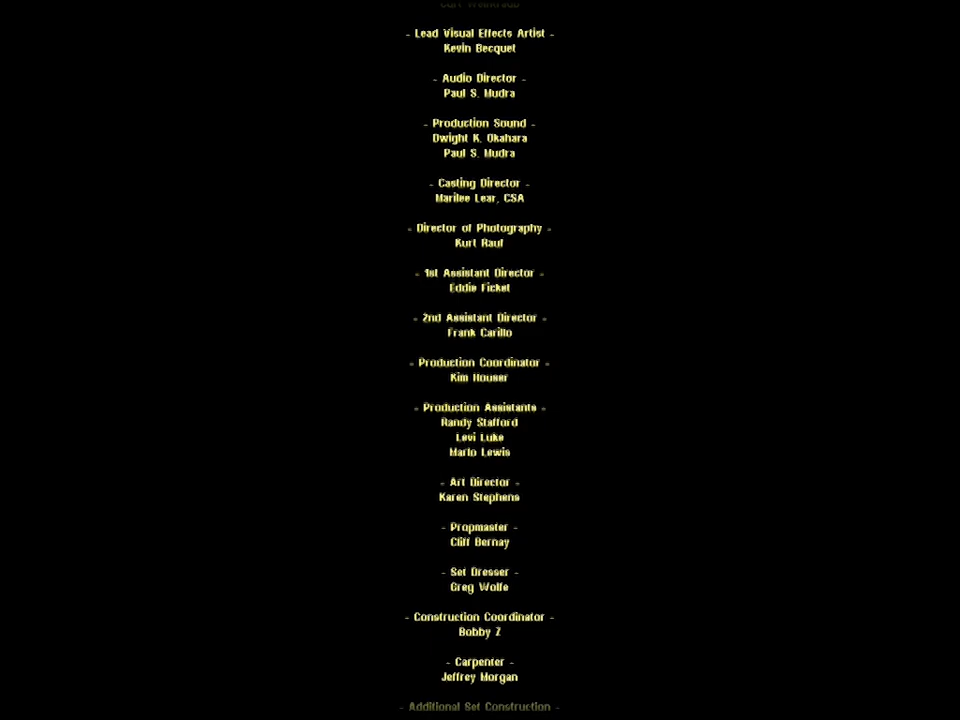 - Lead Visual Effects Artist -
Kevin Becquet
- Audio Director -
Paul S. Mudra
- Production Sound -
Dwight K. Okahara
Paul S. Mudra
- Casting Director -
Marilee Lear, CSA
- Director of Photography -
Kurt Rauf
- 1st Assistant Director -
Eddie Ficket
- 2nd Assistant Director -
Frank Carillo
- Production Coordinator -
Kim Houser
- Production Assistants -
Randy Stafford
Levi Luke
Mario Lewis
- Art Director -
Karen Stephens
- Propmaster -
Cliff Bernay
- Set Dresser -
Greg Wolfe
- Construction Coordinator -
Bobby Z
- Carpenter -
Jeffrey Morgan
- Additional Set Construction -